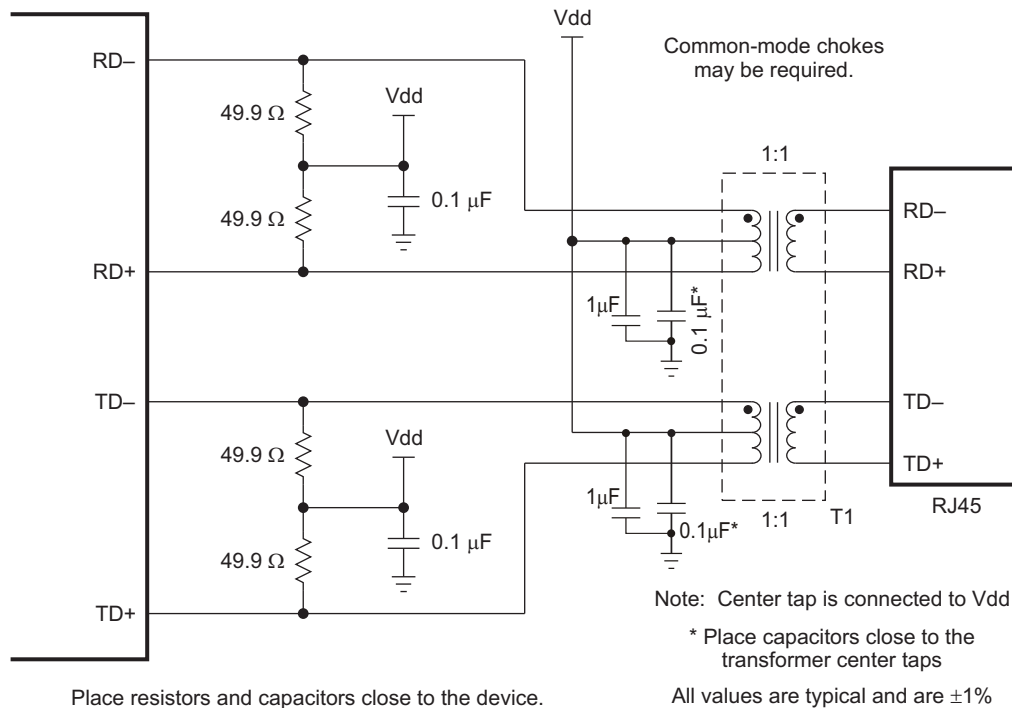 Vdd
Common-mode chokes
may be required.
RD–
49.9 Ω
Vdd
0.1 µF
49.9 Ω
RD+
1:1
RD–
RD+
1µF
0.1 µF*
TD–
49.9 Ω
Vdd
0.1 µF
49.9 Ω
TD+
TD–
TD+
1µF
0.1µF*
1:1
T1
RJ45
Note: Center tap is connected to Vdd
* Place capacitors close to the
transformer center taps
Place resistors and capacitors close to the device.
All values are typical and are ±1%